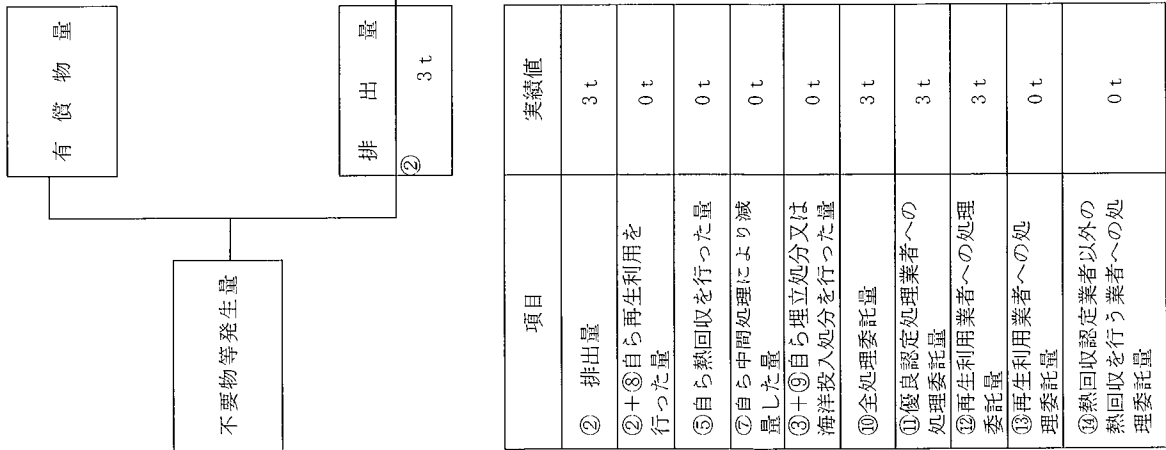 有償物量
不要物等発生量
排出量
②
3t
項目
実績値
② 排出量
3t
②+⑧自ら再生利用を
行った量
0t
⑤自ら熱回収を行った量
0t
⑦自ら中間処理により減
量した量
0t
③+⑨自ら埋立処分又は
海洋投入処分を行った量
0t
⑩全処理委託量
3t
⑪優良認定処理業者への
処理委託量
3t
⑫再生利用業者への処理
委託量
3t
⑬再生利用業者への処
理委託量
0t
⑭熱回収認定業者以外の
熱回収を行う業者への処
理委託量
0t